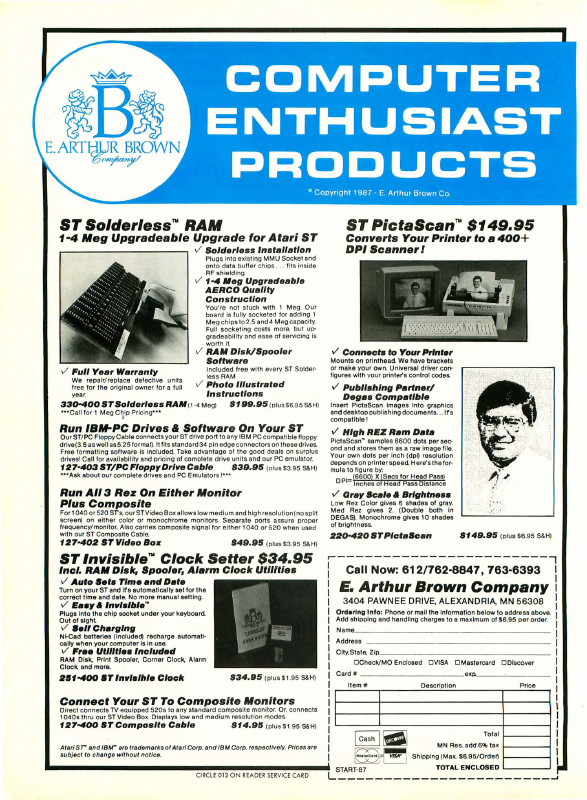 B
E. ARTHUR BROWN
Company!
COMPUTER
ENTHUSIAST
PRODUCTS
© Copyright 1987 - E. Arthur Brown Co.
ST Solderless™ RAM
1-4 Meg Upgradeable Upgrade for Atari ST
✓ Solderless Installation
Plugs into existing MMU Socket and
onto data buffer chips . . . fits inside
RF shielding.
✓ 1-4 Meg Upgradeable
AERCO Quality
Construction
You're not stuck with 1 Meg Our
board is fully socketed for adding 1
Meg chips to 2.5 and 4 Meg capacity.
Full socketing costs more, but up-
gradeability and ease of servicing is
worth it.
✓ RAM Disk/Spooler
Software
Included free with every ST Solder-
less RAM
✓ Photo Illustrated
Instructions
✓ Full Year Warranty
We repair/replace defective units
free for the original owner for a full
year.
330-400 ST Solderless RAM (1-4 Meg) $199.95 (plus $6.95 S&H)
***Call for 1 Meg Chip Pricing***
Run IBM-PC Drives & Software On Your ST
Our ST/PC Floppy Cable connects your ST drive port to any IBM PC compatible floppy
drive(3.5 as well as 5.25 format). It fits standard 34 pin edge connectors on these drives.
Free formatting software is included. Take advantage of the good deals on surplus
drives! Call for availability and pricing of complete drive units and our PC emulator.
127-403 ST/PC Floppy Drive Cable $39.95 (plus $3.95 S&H)
***Ask about our complete drives and PC Emulators !***
Run All 3 Rez On Either Monitor
Plus Composite
For 1040 or 520 ST's, our ST Video Box allows low medium and high resolution (no split
screen) on either color or monochrome monitors. Separate ports assure proper
frequency/monitor. Also carries composite signal for either 1040 or 520 when used
with our ST Composite Cable.
127-402 ST Video Box $49.95 (plus $3.95 S&H)
ST Invisible™ Clock Setter $34.95
Incl. RAM Disk, Spooler, Alarm Clock Utilities
✓ Auto Sets Time and Date
Turn on your ST and it's automatically set for the
correct time and date. No more manual setting.
✓ Easy & Invisible™
Plugs into the chip socket under your keyboard.
Out of sight.
✓ Self Charging
Ni-Cad batteries (included) recharge automati-
cally when your computer is in use.
✓ Free Utilities Included
RAM Disk, Print Spooler, Corner Clock, Alarm
Clock, and more.
251-400 ST Invisible Clock $34.95 (plus $1.95 S&H)
Connect Your ST To Composite Monitors
Direct connects TV equipped 520s to any standard composite monitor. Or, connects
1040s thru our ST Video Box. Displays low and medium resolution modes.
127-400 ST Composite Cable $14.95 (plus $1.95 S&H)
Atari ST™ and IBM™ are trademarks of Atari Corp. and IBM Corp. respectively. Prices are
subject to change without notice.
ST PictaScan™ $149.95
Converts Your Printer to a 400+
DPI Scanner!
✓ Connects to Your Printer
Mounts on printhead. We have brackets
or make your own. Universal driver con-
figures with your printer's control codes.
✓ Publishing Partner/
Degas Compatible
Insert PictaScan images into graphics
and desktop publishing documents...It's
compatible!
✓ High REZ Ram Data
PictaScan™ samples 6600 dots per sec-
ond and stores them as a raw image file.
Your own dots per inch (dpi) resolution
depends on printer speed. Here's the for-
mula to figure by:
DPI= (6600) X (Secs for Head Pass)
Inches of Head Pass Distance
✓ Gray Scale & Brightness
Low Rez Color gives 6 shades of gray,
Med Rez gives 2. (Double both in
DEGAS). Monochrome gives 10 shades
of brightness.
220-420 ST PictaScan $149.95 (plus $6.95 S&H)
Call Now: 612/762-8847, 763-6393
E. Arthur Brown Company
3404 PAWNEE DRIVE, ALEXANDRIA, MN 56308
Ordering Info: Phone or mail the information below to address above.
Add shipping and handling charges to a maximum of $6.95 per order.
Name
Address
City, State, Zip
□Check/MO Enclosed □VISA □Mastercard □Discover
Card # exp.
Item # Description Price
Cash DISCOVER
MasterCard VISA
Total
MN Res. add 6% tax
Shipping (Max. $6.95/Order)
START-87 TOTAL ENCLOSED
CIRCLE 012 ON READER SERVICE CARD